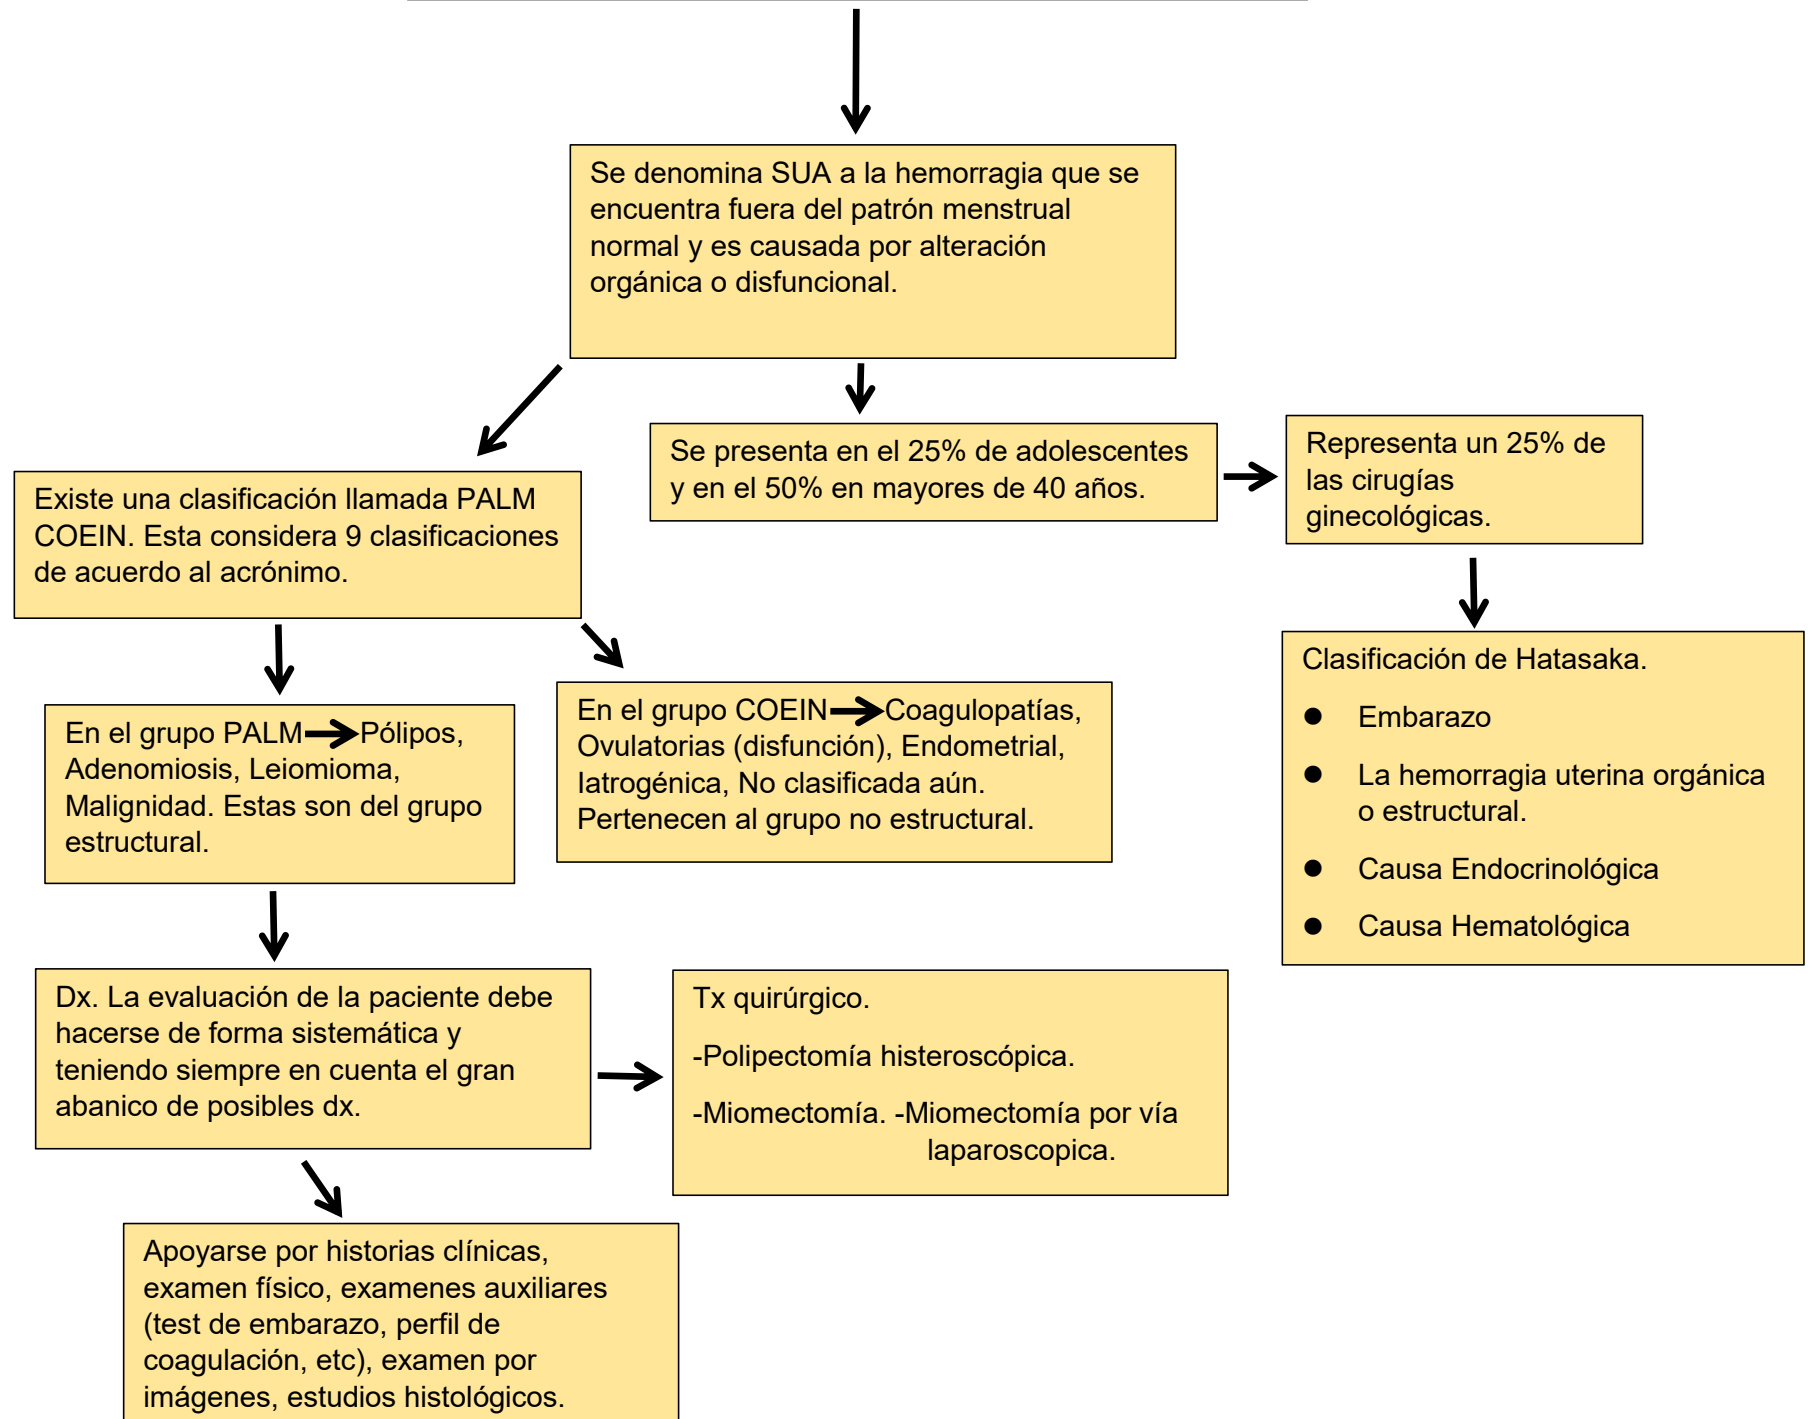 Se denomina SUA a la hemorragia que se
encuentra fuera del patrón menstrual
normal y es causada por alteración
orgánica o disfuncional.
Se presenta en el 25% de adolescentes
y en el 50% en mayores de 40 años.
Representa un 25% de
las cirugías
ginecológicas.
Existe una clasificación llamada PALM
COEIN. Esta considera 9 clasificaciones
de acuerdo al acrónimo.
Clasificación de Hatasaka.
● Embarazo
● La hemorragia uterina orgánica
o estructural.
● Causa Endocrinológica
● Causa Hematológica
En el grupo PALM→Pólipos,
Adenomiosis, Leiomioma,
Malignidad. Estas son del grupo
estructural.
En el grupo COEIN→Coagulopatías,
Ovulatorias (disfunción), Endometrial,
Iatrogénica, No clasificada aún.
Pertenecen al grupo no estructural.
Dx. La evaluación de la paciente debe
hacerse de forma sistemática y
teniendo siempre en cuenta el gran
abanico de posibles dx.
Tx quirúrgico.
-Polipectomía histeroscópica.
-Miomectomía. -Miomectomía por vía
laparoscopica.
Apoyarse por historias clínicas,
examen físico, examenes auxiliares
(test de embarazo, perfil de
coagulación, etc), examen por
imágenes, estudios histológicos.